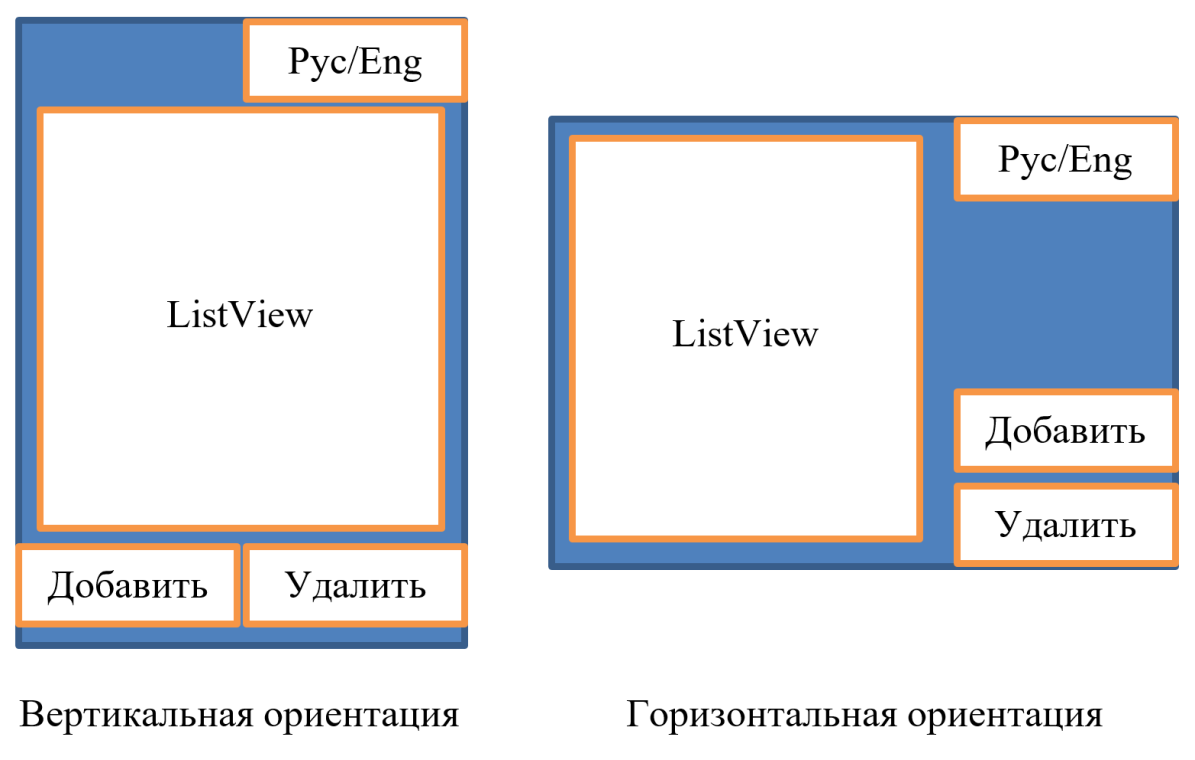 Рус/Eng
ListView
Добавить
Удалить
Вертикальная ориентация
Рус/Eng
ListView
Добавить
Удалить
Горизонтальная ориентация